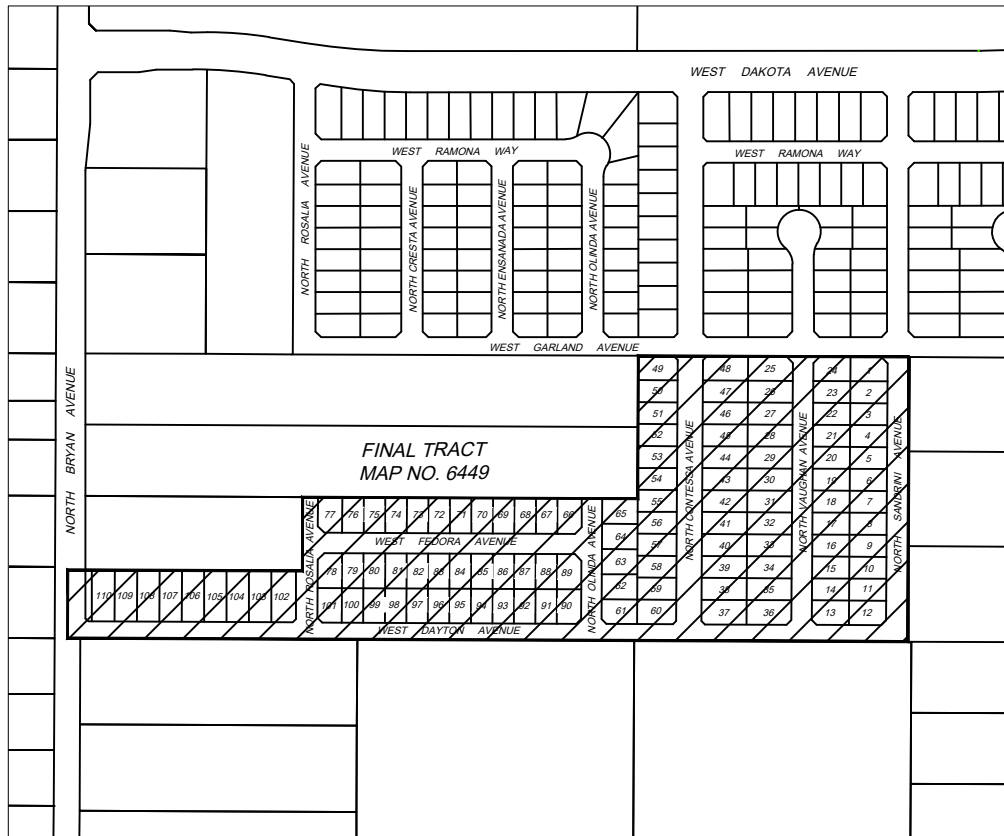 WEST DAKOTA AVENUE
WEST RAMONA WAY
WEST RAMONA WAY
NORTH ROSALIA AVENUE
NORTH CRESTA AVENUE
NORTH ENSANADA AVENUE
NORTH OLINDA AVENUE
WEST GARLAND AVENUE
NORTH BRYAN AVENUE
FINAL TRACT
MAP NO. 6449
49 48 25 24 1
50 47 26 23 2
51 46 27 22 3
52 45 28 21 4
53 44 29 20 5
54 43 30 19 6
55 42 31 18 7
56 41 32 17 8
57 40 33 16 9
58 39 34 15 10
59 38 35 14 11
60 37 36 13 12
NORTH CONTESSA AVENUE
NORTH VAUGHAN AVENUE
NORTH SANDRINI AVENUE
77 76 75 74 73 72 71 70 69 68 67 66
65
64
63
62
61
WEST FEDORA AVENUE
NORTH ROSALIA AVENUE
NORTH OLINDA AVENUE
78 79 80 81 82 83 84 85 86 87 88 89
110 109 108 107 106 105 104 103 102
101 100 99 98 97 96 95 94 93 92 91 90
WEST DAYTON AVENUE